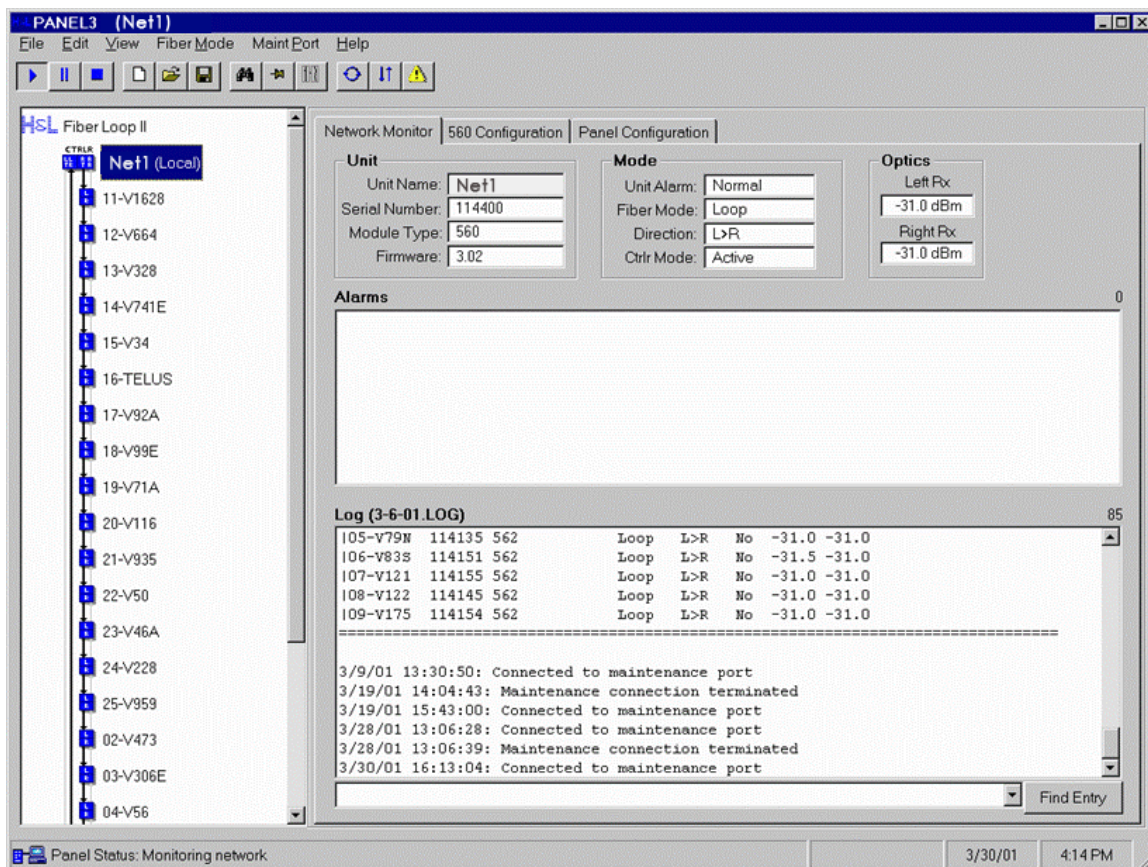 PANEL3 (Net1)
File Edit View Fiber Mode Maint Port Help
HSL Fiber Loop II
CTRLR
Net1 (Local)
11-V1628
12-V664
13-V328
14-V741E
15-V34
16-TELUS
17-V92A
18-V99E
19-V71A
20-V116
21-V935
22-V50
23-V46A
24-V228
25-V959
02-V473
03-V306E
04-V56
Network Monitor 560 Configuration Panel Configuration
Unit
Unit Name: Net1
Serial Number: 114400
Module Type: 560
Firmware: 3.02
Mode
Unit Alarm: Normal
Fiber Mode: Loop
Direction: L>R
Ctrlr Mode: Active
Optics
Left Rx
-31.0 dBm
Right Rx
-31.0 dBm
Alarms 0
Log (3-6-01.LOG) 85
|05-V79N 114135 562 Loop L>R No -31.0 -31.0
|06-V83S 114151 562 Loop L>R No -31.5 -31.0
|07-V121 114155 562 Loop L>R No -31.0 -31.0
|08-V122 114145 562 Loop L>R No -31.0 -31.0
|09-V175 114154 562 Loop L>R No -31.0 -31.0
================================================================================
3/9/01 13:30:50: Connected to maintenance port
3/19/01 14:04:43: Maintenance connection terminated
3/19/01 15:43:00: Connected to maintenance port
3/28/01 13:06:28: Connected to maintenance port
3/28/01 13:06:39: Maintenance connection terminated
3/30/01 16:13:04: Connected to maintenance port
Find Entry
Panel Status: Monitoring network 3/30/01 4:14 PM